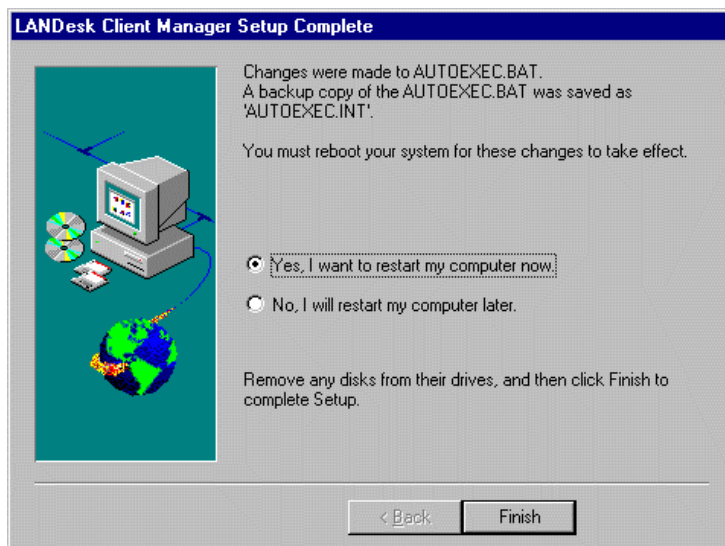 LANDesk Client Manager Setup Complete
Changes were made to AUTOEXEC.BAT.
A backup copy of the AUTOEXEC.BAT was saved as
'AUTOEXEC.INT'.
You must reboot your system for these changes to take effect.
Yes, I want to restart my computer now.
No, I will restart my computer later.
Remove any disks from their drives, and then click Finish to
complete Setup.
< Back
Finish